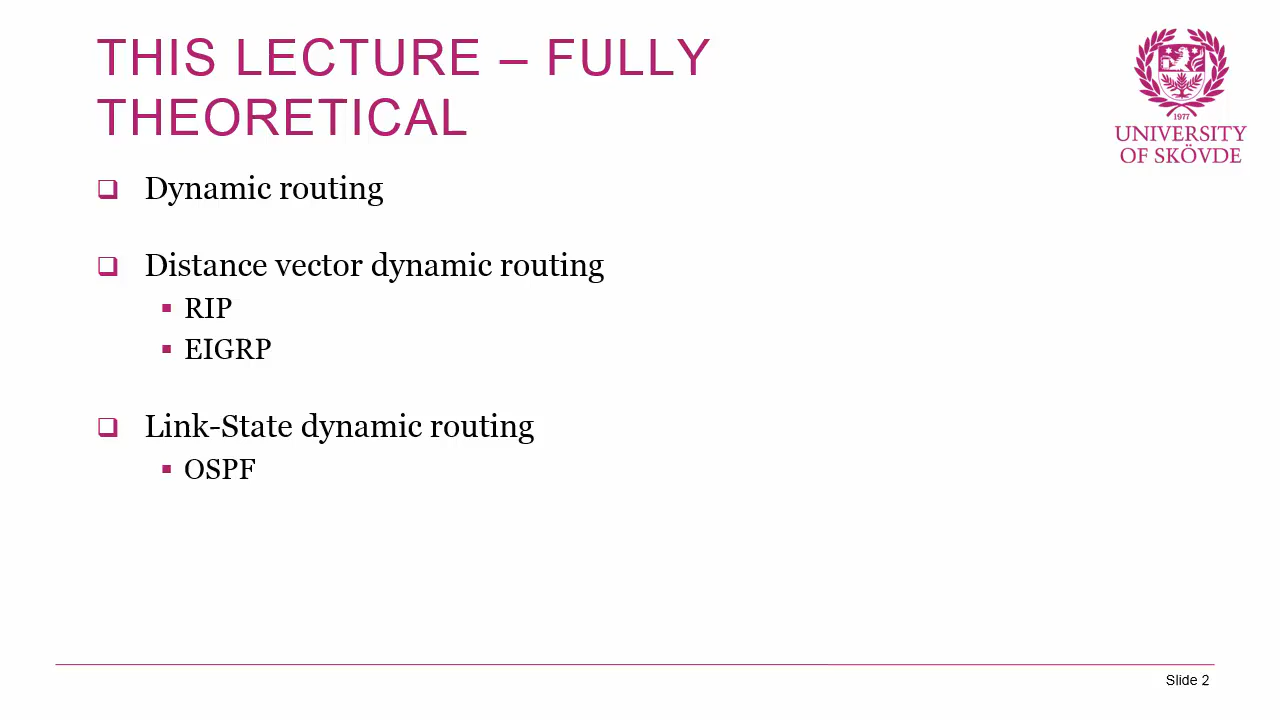 THIS LECTURE – FULLY
THEORETICAL
1977
UNIVERSITY
OF SKÖVDE
Dynamic routing
Distance vector dynamic routing
RIP
EIGRP
Link-State dynamic routing
OSPF
Slide 2